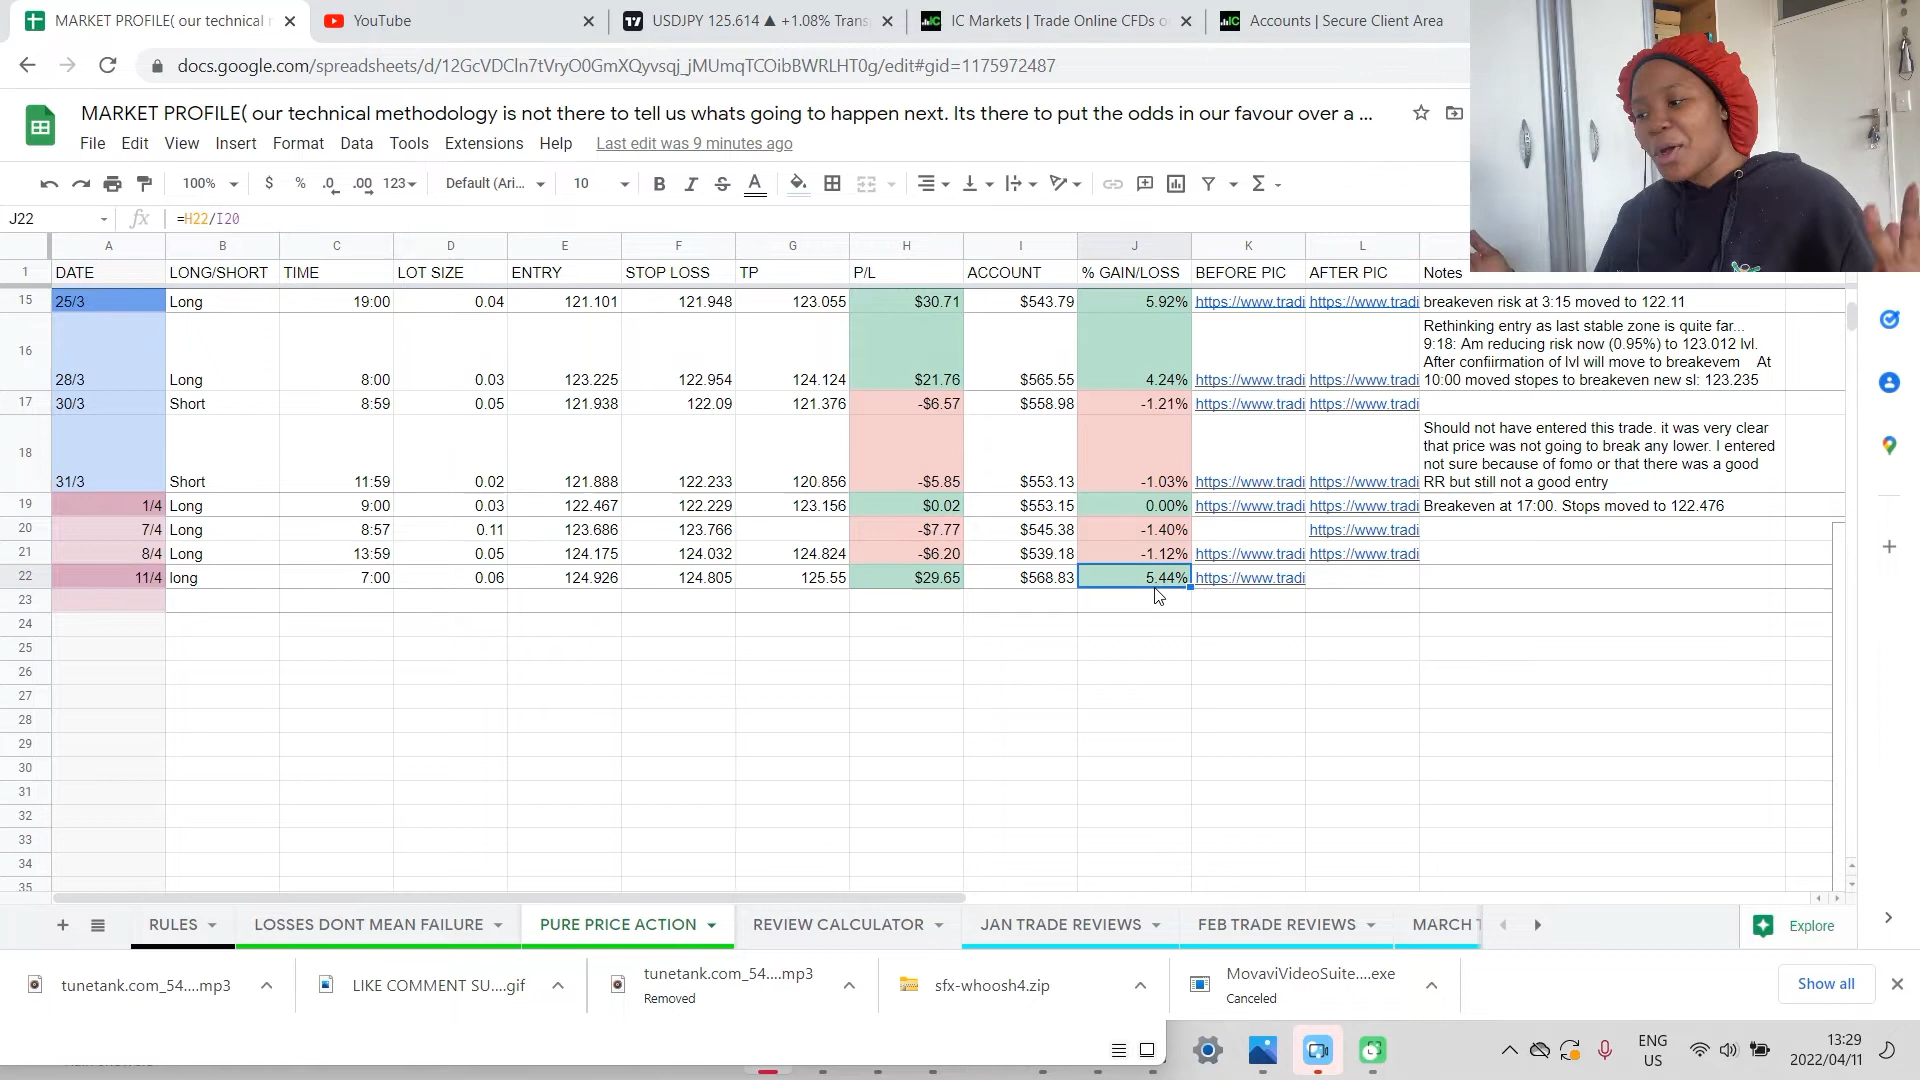 MARKET PROFILE( our technical
YouTube
USDJPY 125.614 ▲ +1.08% Trans
IC Markets | Trade Online CFDs o
Accounts | Secure Client Area
docs.google.com/spreadsheets/d/12GcVDCln7tVryO0GmXQyvsqj_jMUmqTCOibBWRLHT0g/edit#gid=1175972487
MARKET PROFILE( our technical methodology is not there to tell us whats going to happen next. Its there to put the odds in our favour over a ...
File Edit View Insert Format Data Tools Extensions Help Last edit was 9 minutes ago
100% $ % .0 .00 123 Default (Ari... 10 B I S A
J22 fx =H22/I20
A B C D E F G H I J K L
1 DATE LONG/SHORT TIME LOT SIZE ENTRY STOP LOSS TP P/L ACCOUNT % GAIN/LOSS BEFORE PIC AFTER PIC Notes
15 25/3 Long 19:00 0.04 121.101 121.948 123.055 $30.71 $543.79 5.92% https://www.tradi https://www.tradi breakeven risk at 3:15 moved to 122.11
Rethinking entry as last stable zone is quite far...
9:18: Am reducing risk now (0.95%) to 123.012 lvl.
After confiirmation of lvl will move to breakevem At
16 28/3 Long 8:00 0.03 123.225 122.954 124.124 $21.76 $565.55 4.24% https://www.tradi https://www.tradi 10:00 moved stopes to breakeven new sl: 123.235
17 30/3 Short 8:59 0.05 121.938 122.09 121.376 -$6.57 $558.98 -1.21% https://www.tradi https://www.tradi
Should not have entered this trade. it was very clear
that price was not going to break any lower. I entered
not sure because of fomo or that there was a good
18 31/3 Short 11:59 0.02 121.888 122.233 120.856 -$5.85 $553.13 -1.03% https://www.tradi https://www.tradi RR but still not a good entry
19 1/4 Long 9:00 0.03 122.467 122.229 123.156 $0.02 $553.15 0.00% https://www.tradi https://www.tradi Breakeven at 17:00. Stops moved to 122.476
20 7/4 Long 8:57 0.11 123.686 123.766 -$7.77 $545.38 -1.40% https://www.tradi
21 8/4 Long 13:59 0.05 124.175 124.032 124.824 -$6.20 $539.18 -1.12% https://www.tradi https://www.tradi
22 11/4 long 7:00 0.06 124.926 124.805 125.55 $29.65 $568.83 5.44% https://www.tradi
23
24
25
26
27
28
29
30
31
32
33
34
35
RULES LOSSES DONT MEAN FAILURE PURE PRICE ACTION REVIEW CALCULATOR JAN TRADE REVIEWS FEB TRADE REVIEWS MARCH T Explore
tunetank.com_54....mp3
LIKE COMMENT SU....gif
tunetank.com_54....mp3
Removed
sfx-whoosh4.zip
MovaviVideoSuite....exe
Canceled
Show all
ENG
US
13:29
2022/04/11